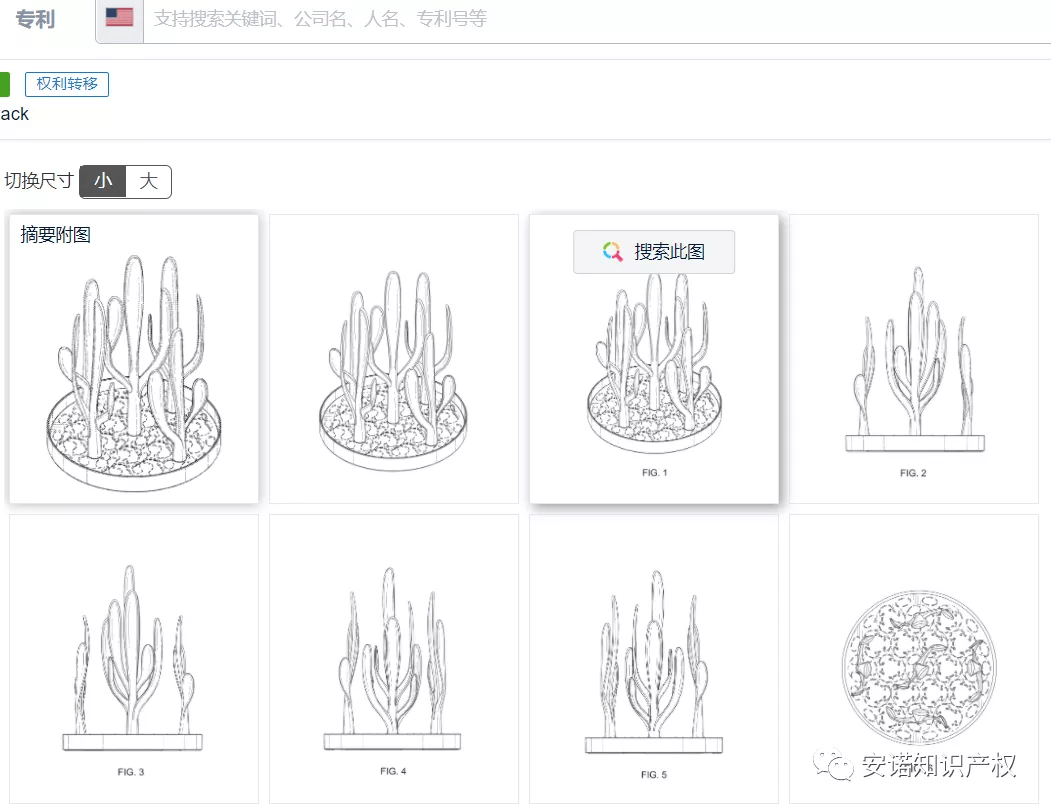 专利 支持搜索关键词、公司名、人名、专利号等
权利转移
ack
切换尺寸 小 大
摘要附图
搜索此图
FIG. 1
FIG. 2
FIG. 3
FIG. 4
FIG. 5
安诺知识产权